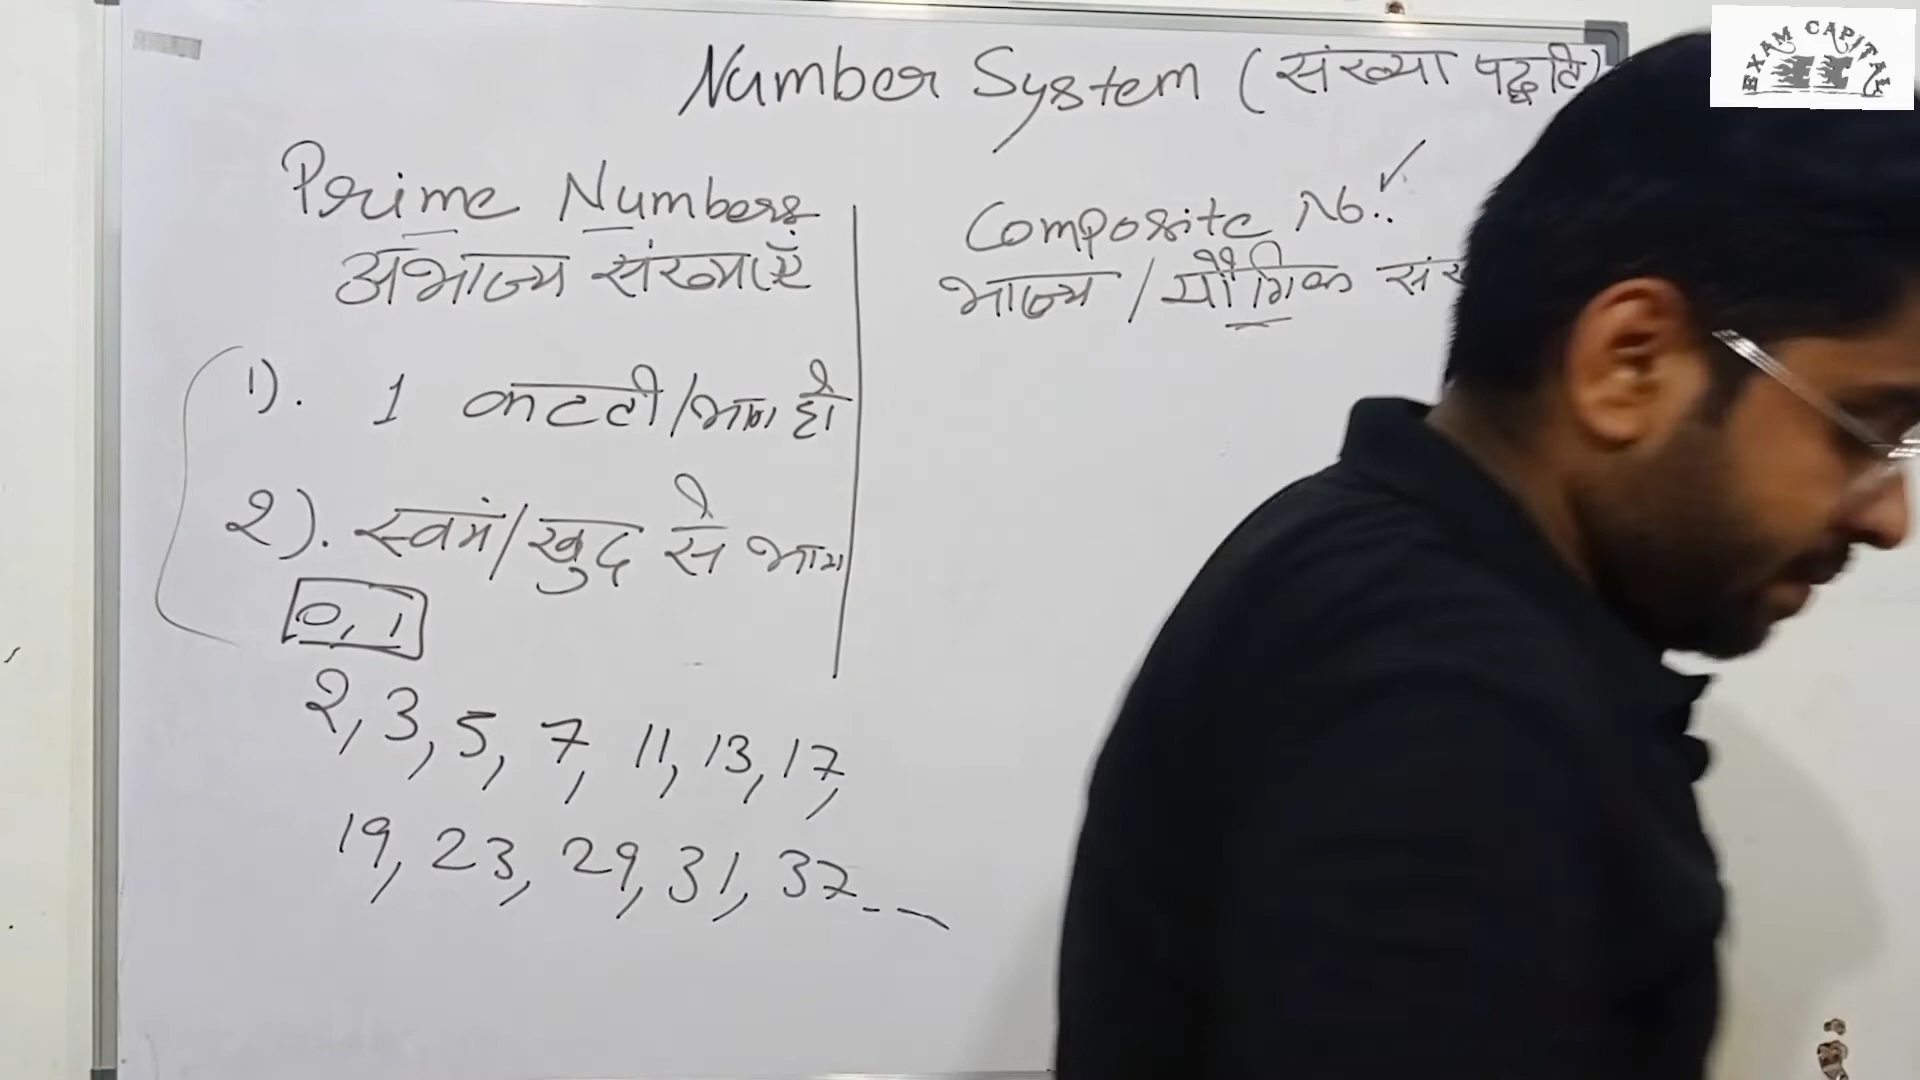 EXAM CAPITAL
Number System (संख्या पद्धति)
Prime Numbers
अभाज्य संख्याएँ
1). 1 कटती/भाग हो
2). स्वयं/खुद से भाग
0, 1
2, 3, 5, 7, 11, 13, 17,
19, 23, 29, 31, 37---
Composite No.. ✓
भाज्य / यौगिक